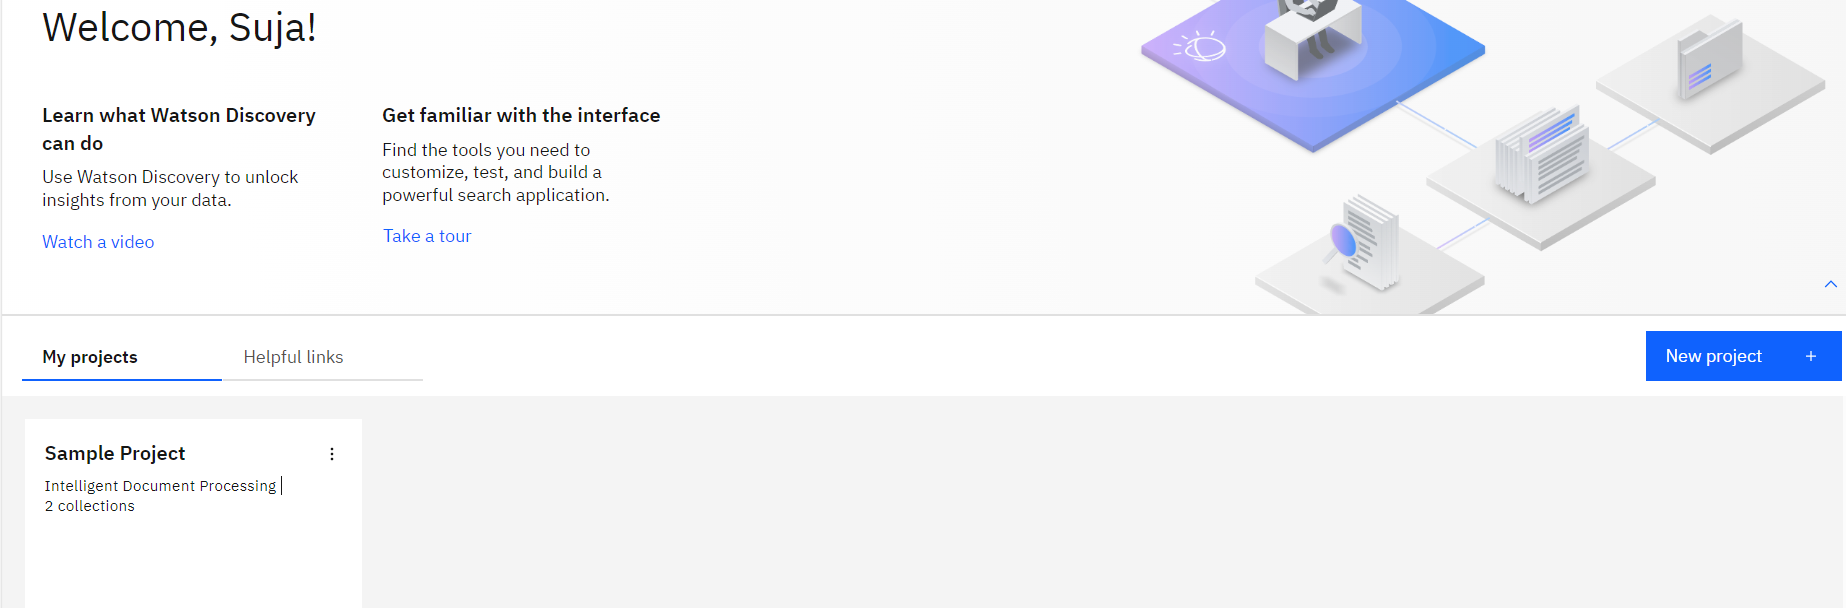 Welcome, Suja!
Learn what Watson Discovery
can do
Use Watson Discovery to unlock
insights from your data.
Watch a video
Get familiar with the interface
Find the tools you need to
customize, test, and build a
powerful search application.
Take a tour
My projects
Helpful links
New project +
Sample Project
Intelligent Document Processing |
2 collections